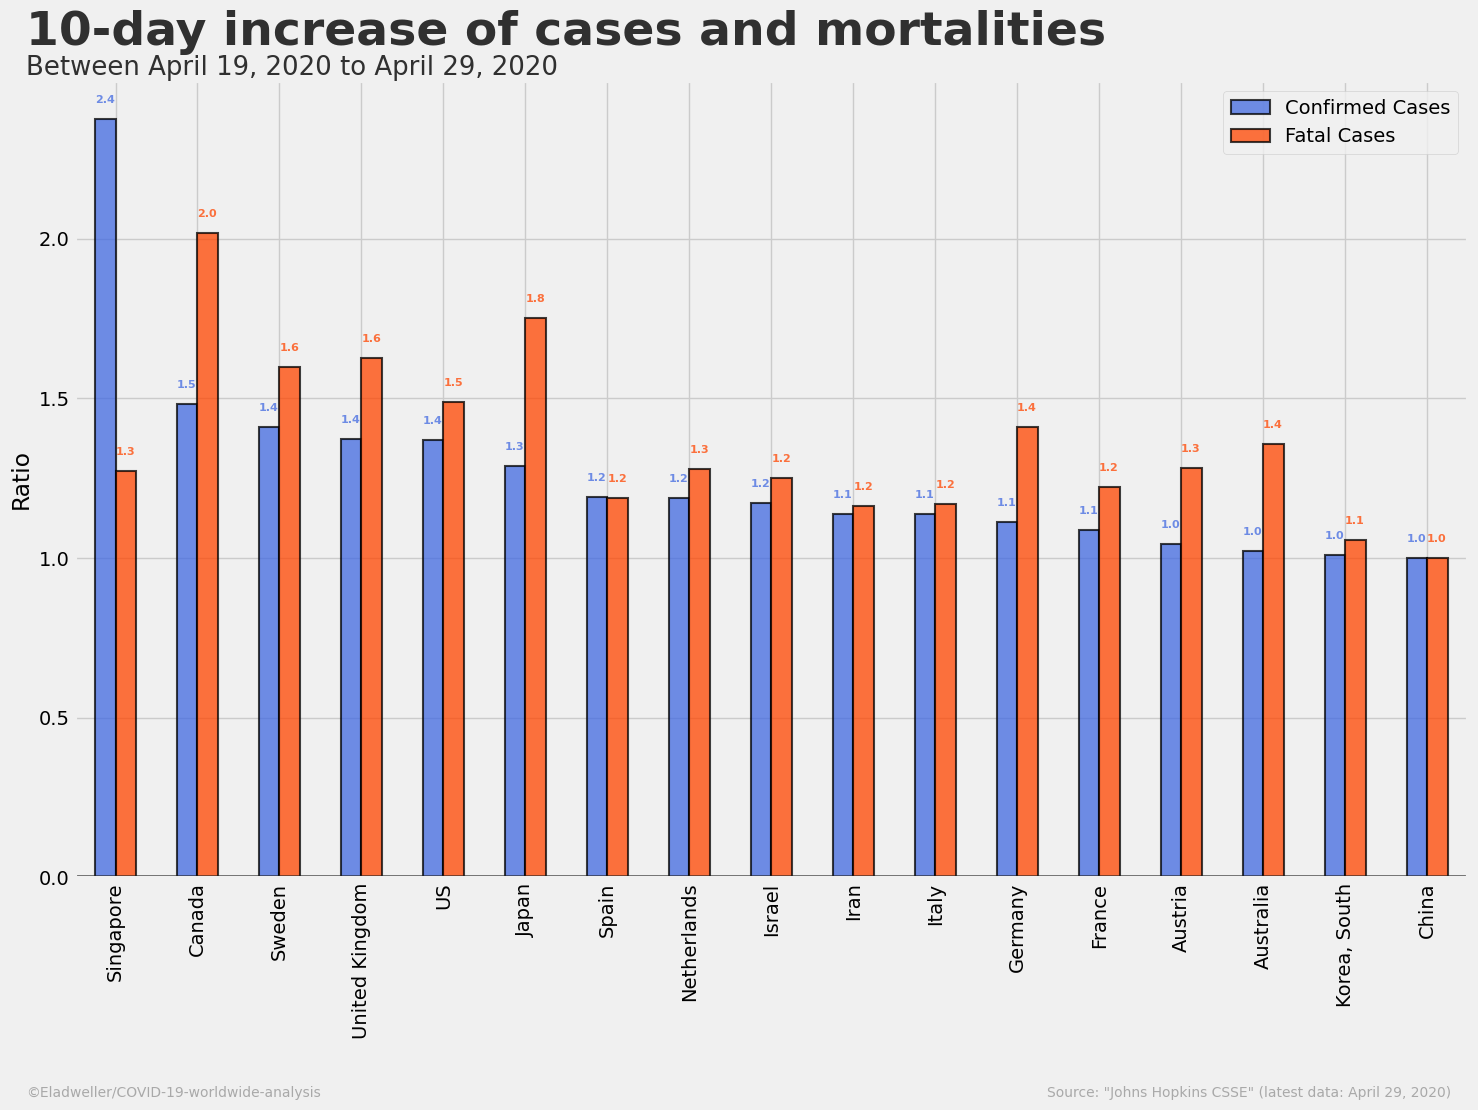 10-day increase of cases and mortalities
Between April 19, 2020 to April 29, 2020
Confirmed Cases
Fatal Cases
Ratio
2.0
1.5
1.0
0.5
0.0
2.4 1.3
1.5 2.0
1.4 1.6
1.4 1.6
1.4 1.5
1.3 1.8
1.2 1.2
1.2 1.3
1.2 1.2
1.1 1.2
1.1 1.2
1.1 1.4
1.1 1.2
1.0 1.3
1.0 1.4
1.0 1.1
1.0 1.0
Singapore
Canada
Sweden
United Kingdom
US
Japan
Spain
Netherlands
Israel
Iran
Italy
Germany
France
Austria
Australia
Korea, South
China
©Eladweller/COVID-19-worldwide-analysis
Source: "Johns Hopkins CSSE" (latest data: April 29, 2020)